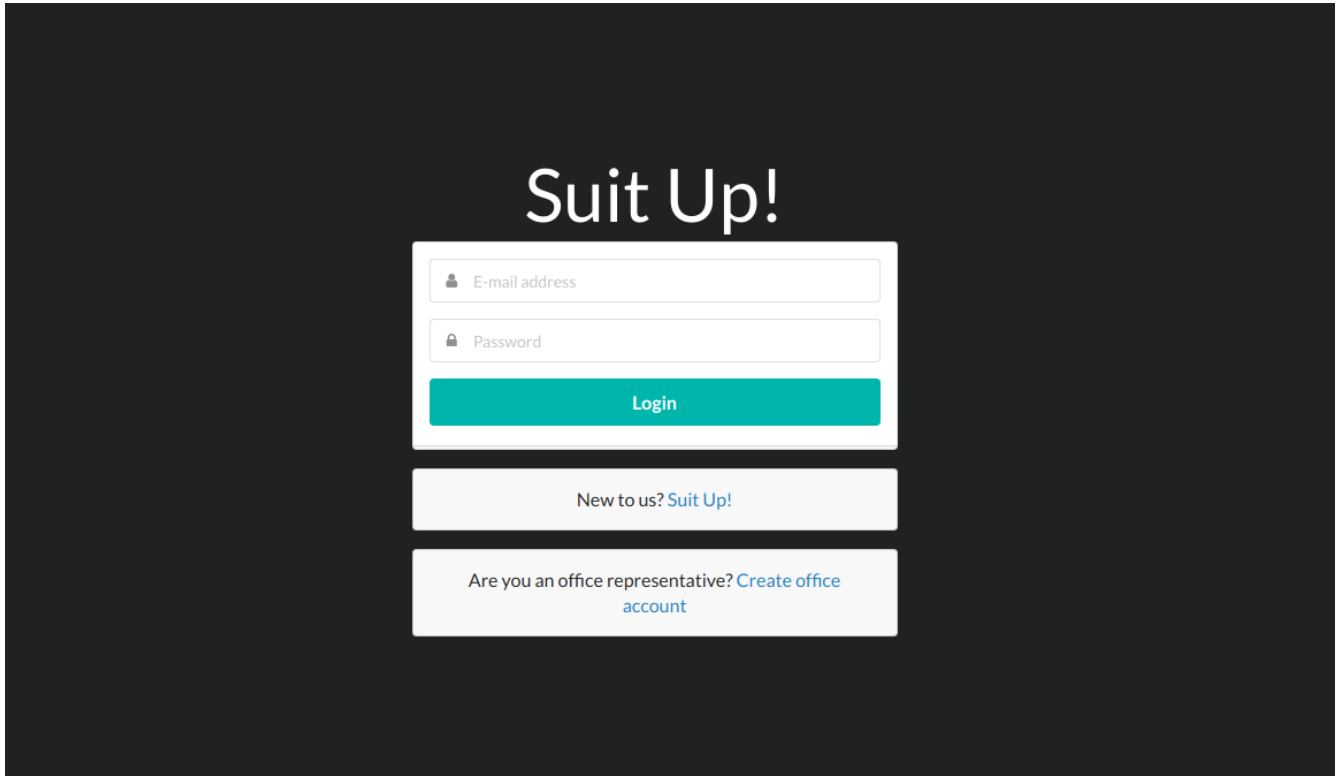 Suit Up!
E-mail address
Password
Login
New to us? Suit Up!
Are you an office representative? Create office
account